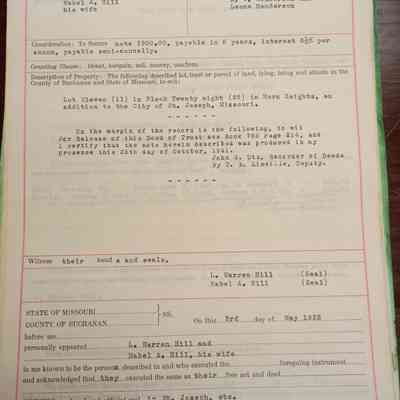 Mabel A. Hill
his wife
Leona Henderson
Consideration: To Secure note $900.00, payable in 5 years, interest 6½% per
annum, payable semi-annually.
Granting Clause: Grant, bargain, sell, convey, confirm.
Description of Property: The following described lot, tract or parcel of land, lying, being and situate in the
County of Buchanan and State of Missouri, to-wit:
Lot Eleven (11) in Block Twenty eight (28) in Heights, an
addition to the City of St. Joseph, Missouri.
- - - - - -
On the margin of the record is the following, to wit
For Release of this Deed of Trust see Book 702 Page 214, and
I certify that the note herein described was produced in my
presence this 25th day of October, 1941.
John G. Utz, Recorder of Deeds
By Deputy.
- - - - - -
Witness their hand s and seals.
L. Warren Hill (Seal)
Mabel A. Hill (Seal)
STATE OF MISSOURI
COUNTY OF BUCHANAN
SS.
On this 3rd day of May 1928
before me
personally appeared L. Warren Hill and
Mabel A. Hill, his wife
to me known to be the persons described in and who executed the foregoing instrument
and acknowledged that they executed the same as their free act and deed
in St. Joseph, etc.